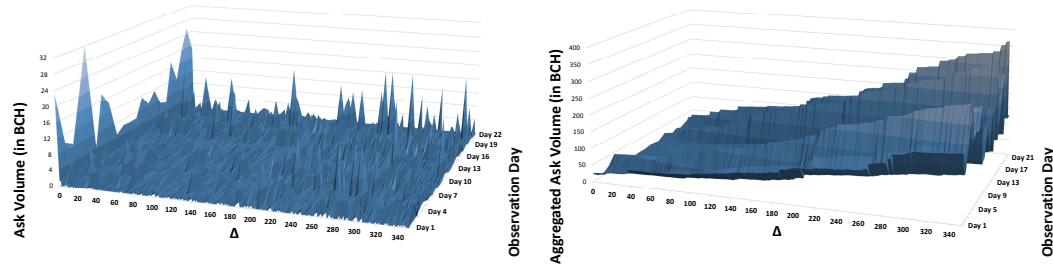 Ask Volume (in BCH)
32
28
24
20
16
12
8
4
0
0 20 40 60 80 100 120 140 160 180 200 220 240 260 280 300 320 340
Δ
Day 22
Day 19
Day 16
Day 13
Day 10
Day 7
Day 4
Day 1
Observation Day
Aggregated Ask Volume (in BCH)
400
350
300
250
200
150
100
50
0
0 20 40 60 80 100 120 140 160 180 200 220 240 260 280 300 320 340
Δ
Day 21
Day 17
Day 13
Day 9
Day 5
Day 1
Observation Day